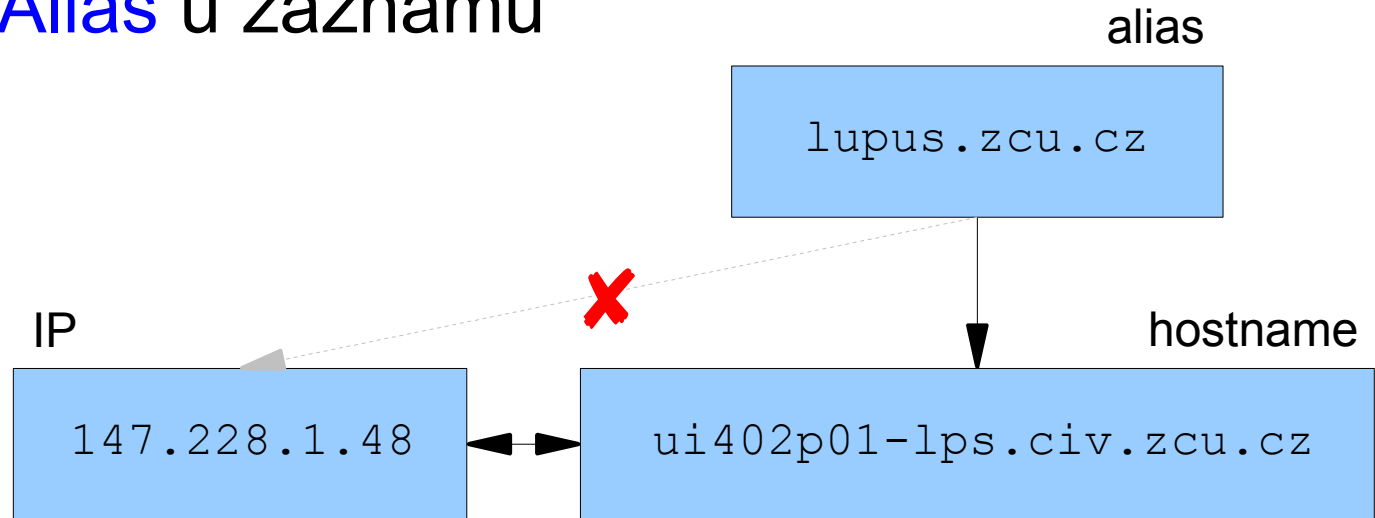 Alias u záznamu
alias
lupus.zcu.cz
IP
hostname
147.228.1.48
ui402p01-lps.civ.zcu.cz